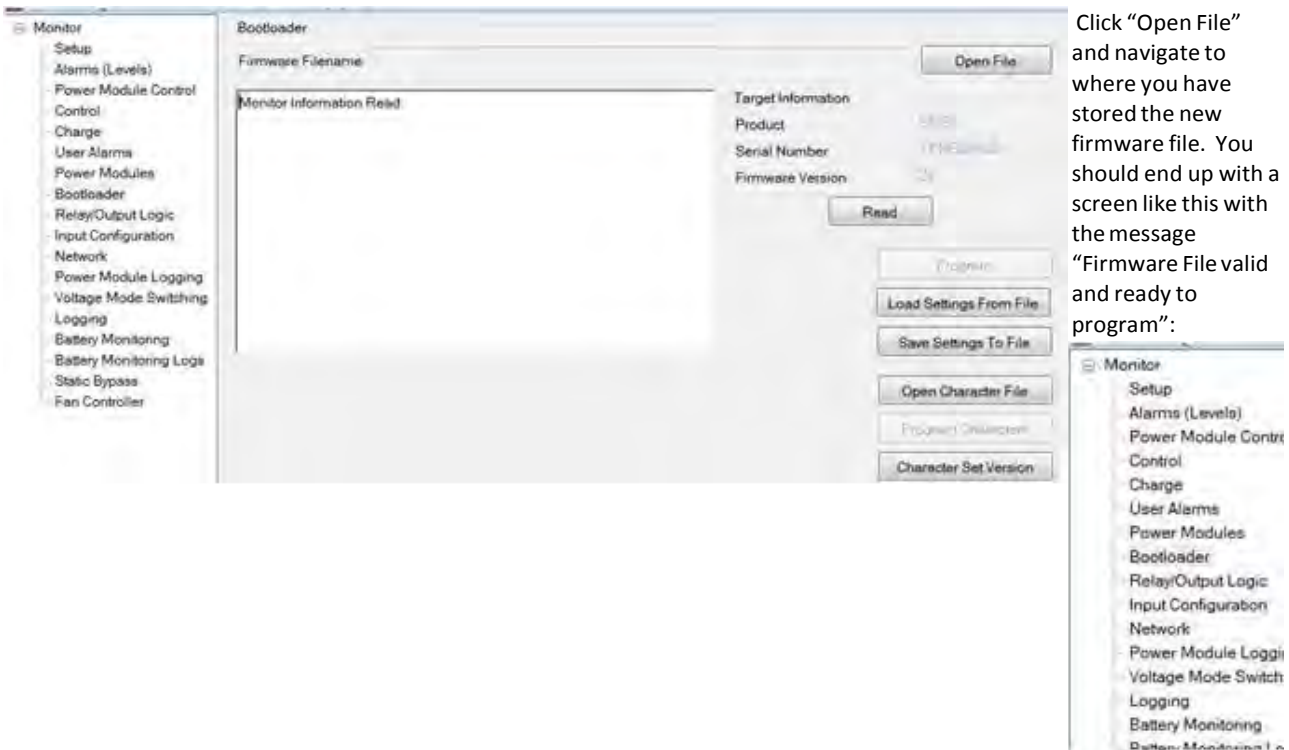 Monitor
Setup
Alarms (Levels)
Power Module Control
Control
Charge
User Alarms
Power Modules
Bootloader
Relay/Output Logic
Input Configuration
Network
Power Module Logging
Voltage Mode Switching
Logging
Battery Monitoring
Battery Monitoring Logs
Static Bypass
Fan Controller
Bootloader
Firmware Filename
Open File
Monitor Information Read
Target Information
Product
Serial Number
Firmware Version
Read
Program
Load Settings From File
Save Settings To File
Open Character File
Program Characters
Character Set Version
Click “Open File”
and navigate to
where you have
stored the new
firmware file. You
should end up with a
screen like this with
the message
“Firmware File valid
and ready to
program”:
Monitor
Setup
Alarms (Levels)
Power Module Contro
Control
Charge
User Alarms
Power Modules
Bootloader
Relay/Output Logic
Input Configuration
Network
Power Module Loggi
Voltage Mode Switch
Logging
Battery Monitoring